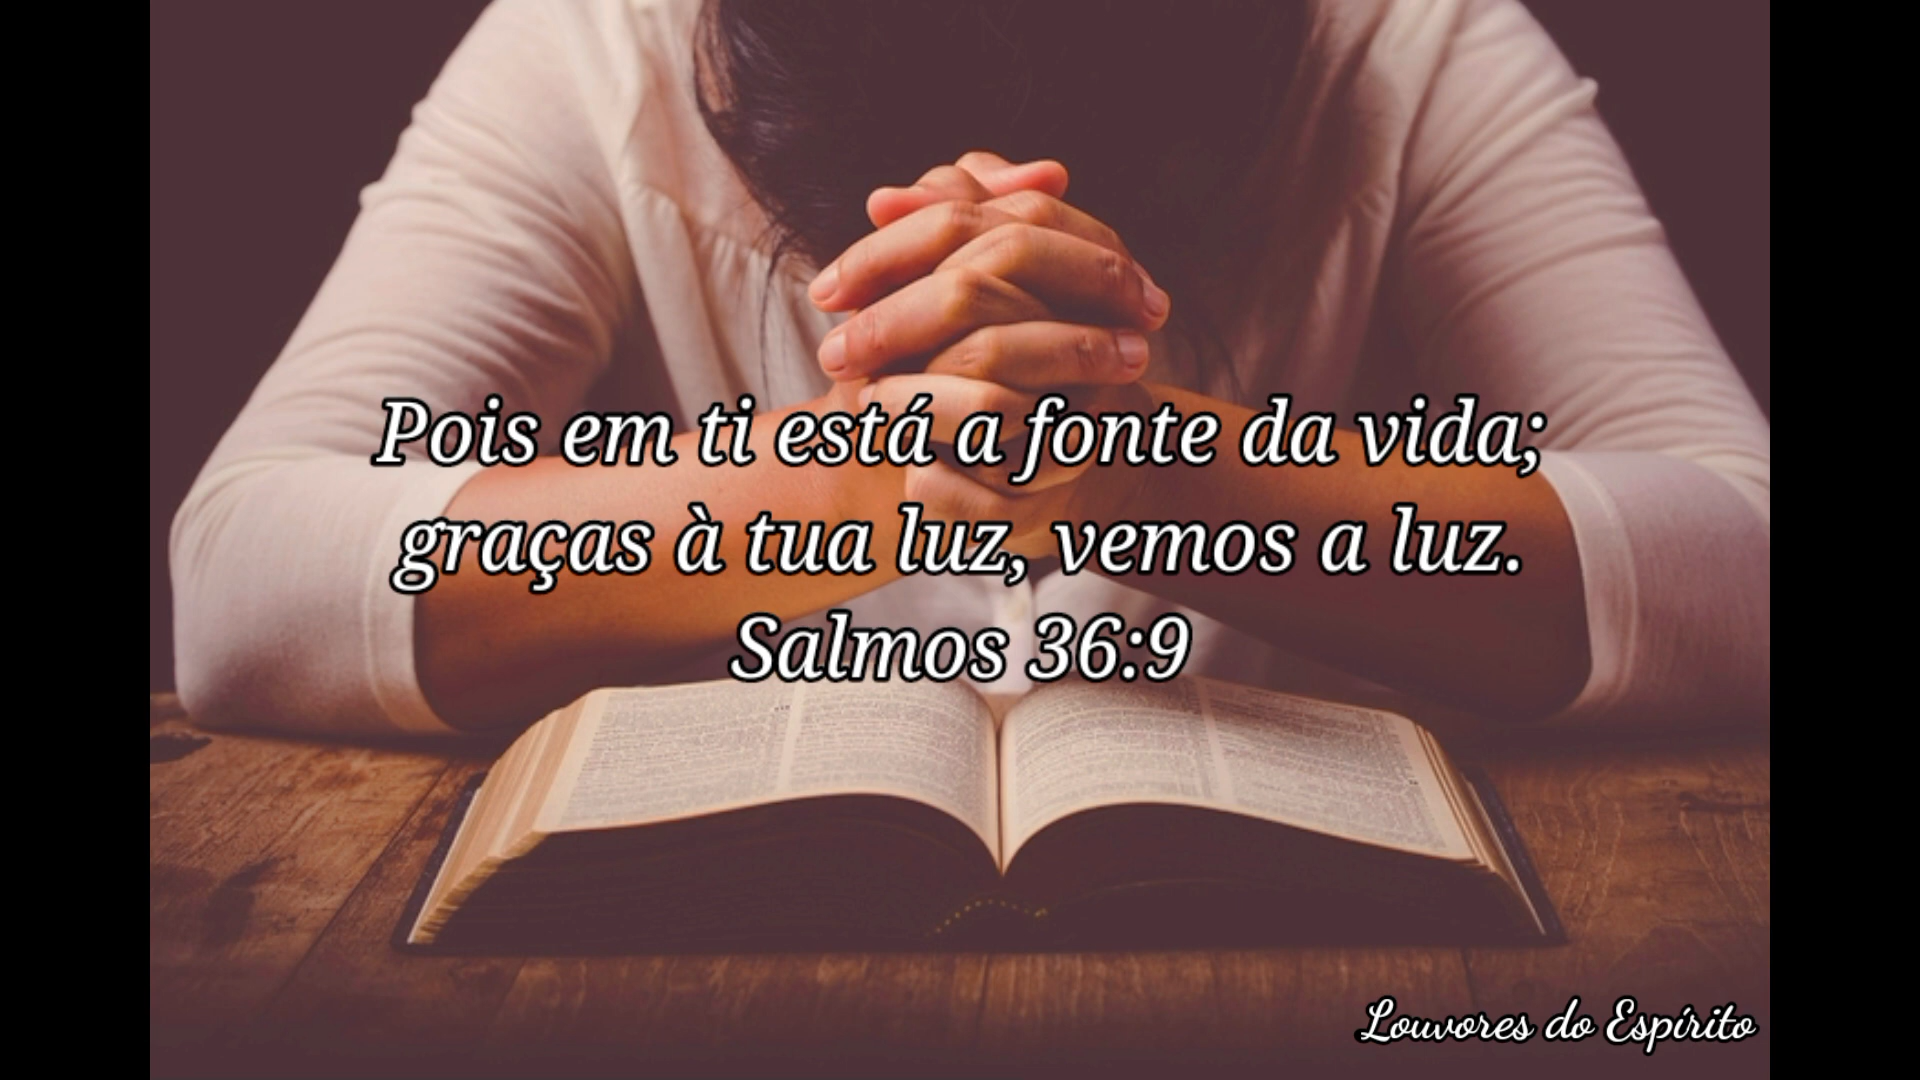 Pois em ti está a fonte da vida;
graças à tua luz, vemos a luz.
Salmos 36:9
Louvores do Espírito